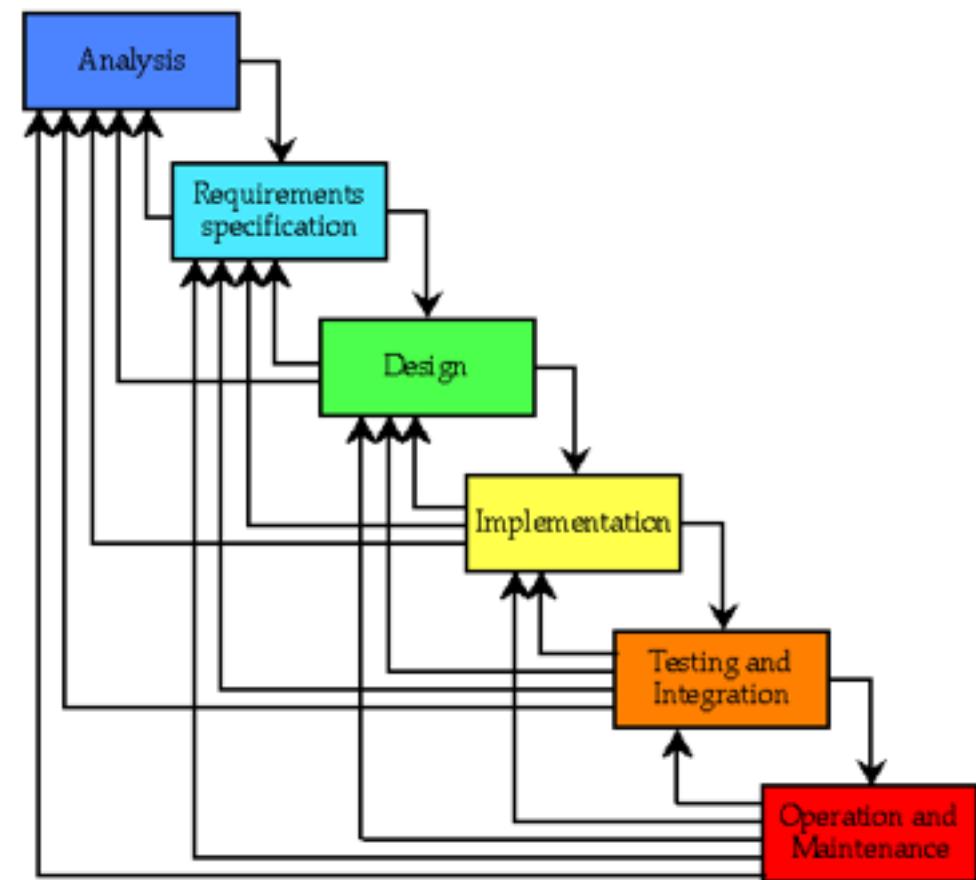 Analysis
Requirements
specification
Design
Implementation
Testing and
Integration
Operation and
Maintenance